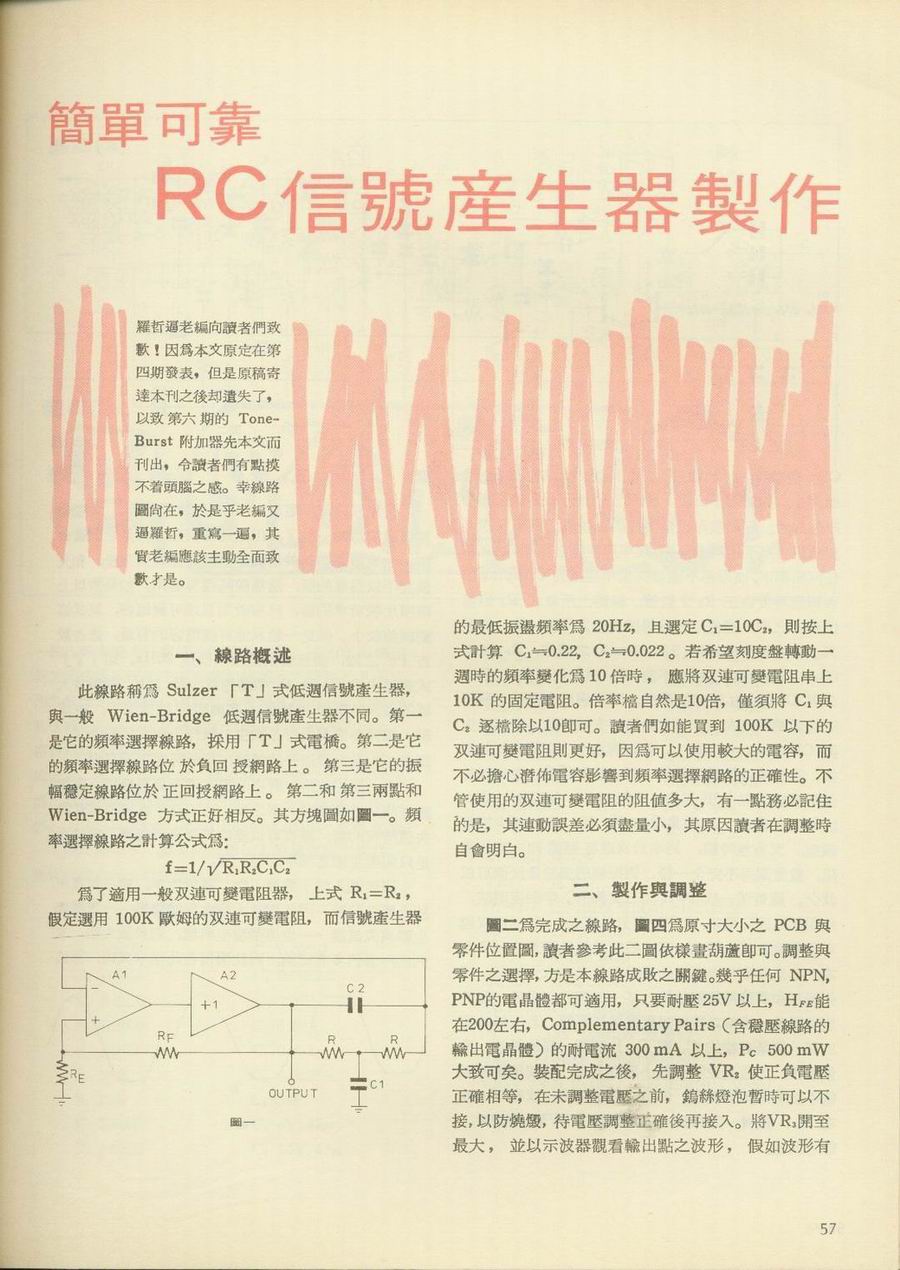 簡單可靠
RC信號産生器製作
羅哲逼老編向讀者們致
歉！因爲本文原定在第
四期發表，但是原稿寄
達本刊之後却遺失了，
以致第六期的 Tone-
Burst 附加器先本文而
刊出，令讀者們有點摸
不着頭腦之感。幸線路
圖尙在，於是乎老編又
逼羅哲，重寫一遍，其
實老編應該主動全面致
歉才是。
一、線路概述
此線路稱爲 Sulzer「T」式低週信號產生器，
與一般 Wien-Bridge 低週信號產生器不同。第一
是它的頻率選擇線路，採用「T」式電橋。第二是它
的頻率選擇線路位於負回授網路上。第三是它的振
幅穩定線路位於正回授網路上。第二和第三兩點和
Wien-Bridge 方式正好相反。其方塊圖如圖一。頻
率選擇線路之計算公式爲：
f=1/√R₁R₂C₁C₂
爲了適用一般双連可變電阻器，上式 R₁=R₂，
假定選用 100K 歐姆的双連可變電阻，而信號產生器
A1
A2
C2
+1
−
+
RF
R
R
RE
C1
OUTPUT
圖一
的最低振盪頻率爲 20Hz，且選定C₁=10C₂，則按上
式計算 C₁≒0.22，C₂≒0.022。若希望刻度盤轉動一
週時的頻率變化爲10倍時，應將双連可變電阻串上
10K 的固定電阻。倍率檔自然是10倍，僅須將 C₁ 與
C₂ 逐檔除以10卽可。讀者們如能買到 100K 以下的
双連可變電阻則更好，因爲可以使用較大的電容，而
不必擔心潛佈電容影響到頻率選擇網路的正確性。不
管使用的双連可變電阻的阻値多大，有一點務必記住
的是，其連動誤差必須盡量小，其原因讀者在調整時
自會明白。
二、製作與調整
圖二爲完成之線路，圖四爲原寸大小之 PCB 與
零件位置圖，讀者參考此二圖依樣畫葫蘆卽可。調整與
零件之選擇，方是本線路成敗之關鍵。幾乎任何 NPN,
PNP的電晶體都可適用，只要耐壓25V以上，HFE能
在200左右，Complementary Pairs（含穩壓線路的
輸出電晶體）的耐電流 300mA 以上，Pc 500mW
大致可矣。裝配完成之後，先調整 VR₂ 使正負電壓
正確相等，在未調整電壓之前，鎢絲燈泡暫時可以不
接，以防燒燬，待電壓調整正確後再接入。將VR₃開至
最大，並以示波器觀看輸出點之波形，假如波形有
57